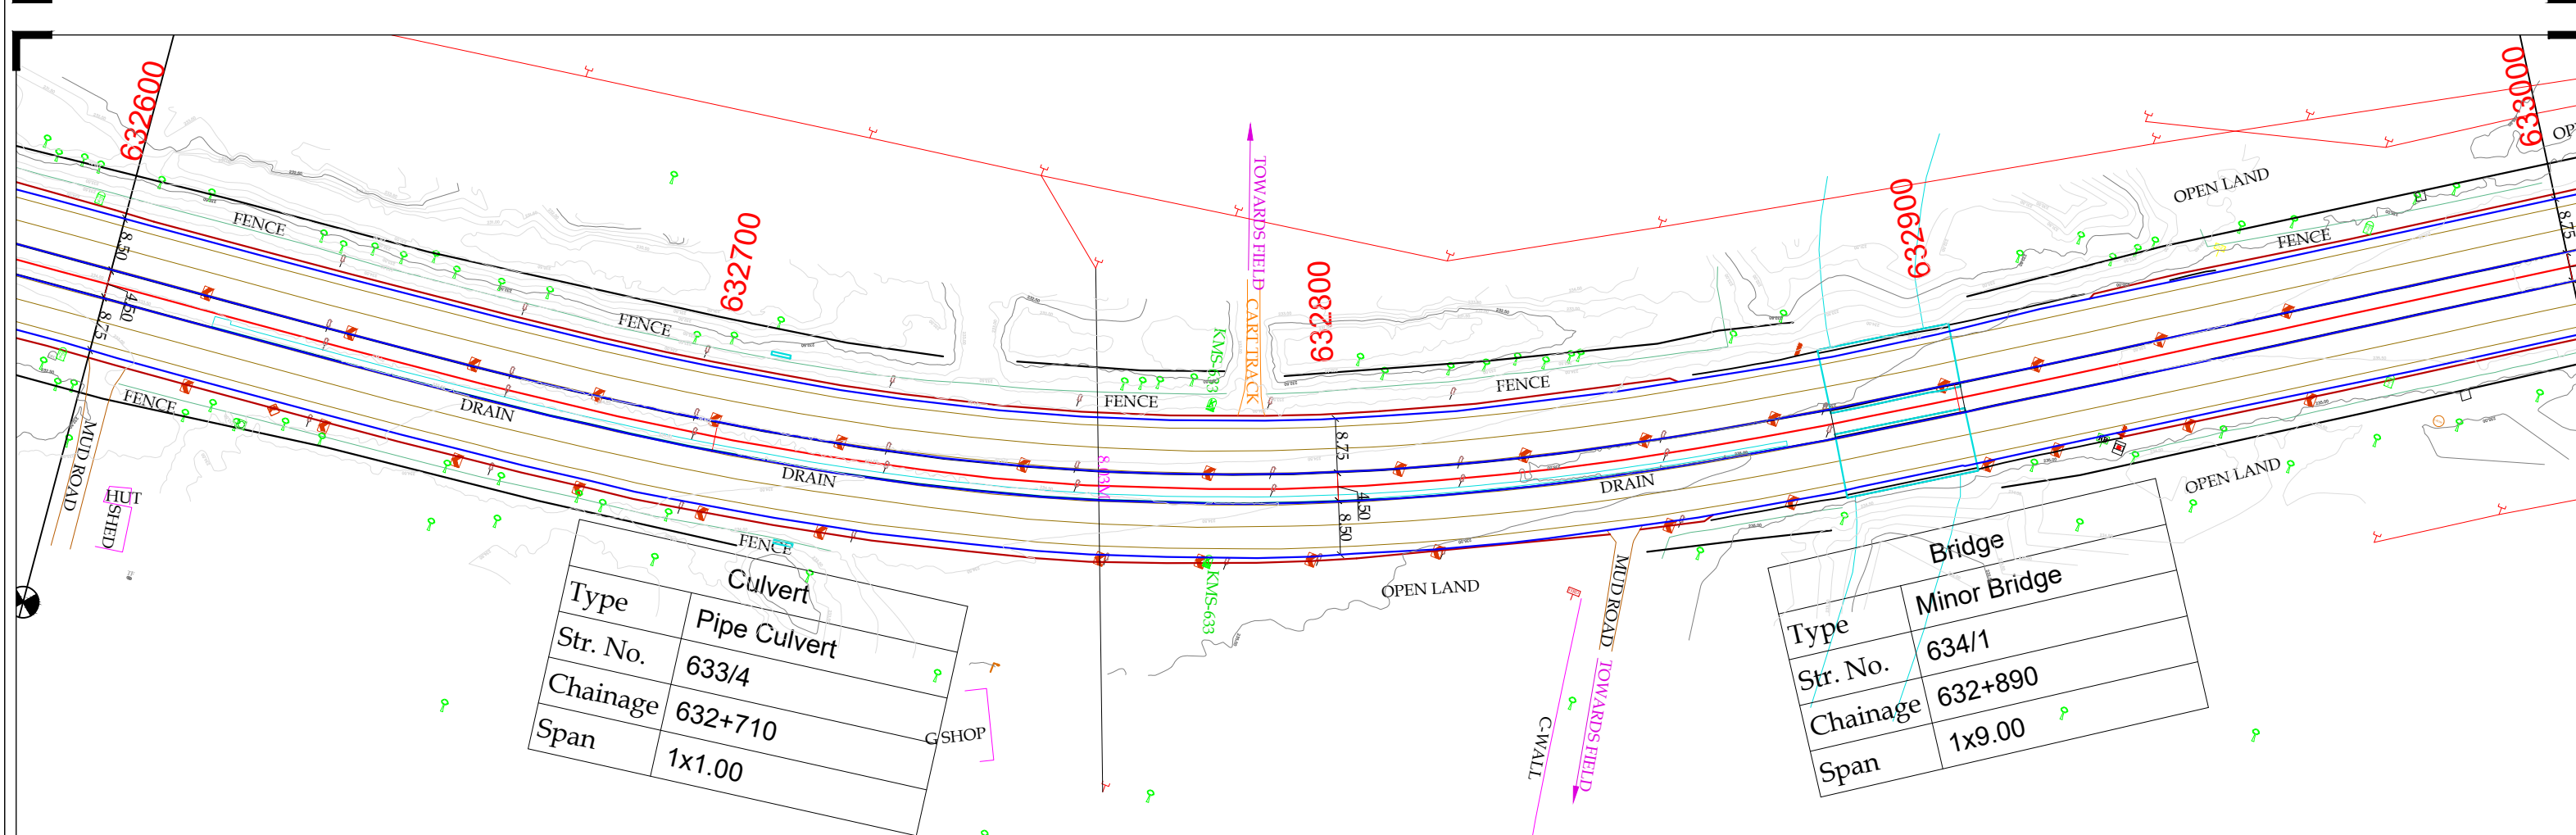 632600
632700
632800
632900
633000
TOWARDS FIELD
CART TRACK
KMS-633
OPEN LAND
FENCE
FENCE
FENCE
FENCE
FENCE
8.50
4.50
8.75
8.75
4.50
8.50
8.75
8.03M
FENCE
DRAIN
DRAIN
DRAIN
FENCE
MUD ROAD
HUT
SHED
OPEN LAND
KMS-633
OPEN LAND
MUD ROAD
TOWARDS FIELD
C-WALL
G SHOP
Culvert
Type Pipe Culvert
Str. No. 633/4
Chainage 632+710
Span 1x1.00
Bridge
Type Minor Bridge
Str. No. 634/1
Chainage 632+890
Span 1x9.00